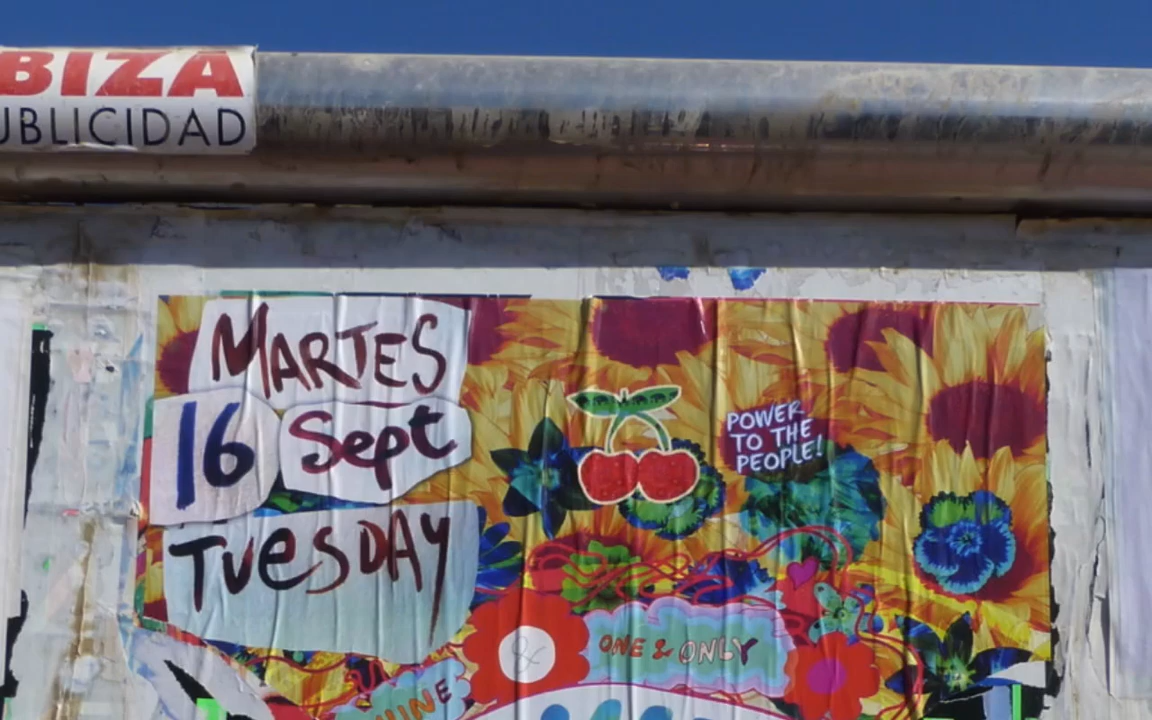 BIZA
UBLICIDAD
MARTES
16 Sept
TUesDAY
POWER
TO THE
PEOPLE!
&
ONE & ONLY